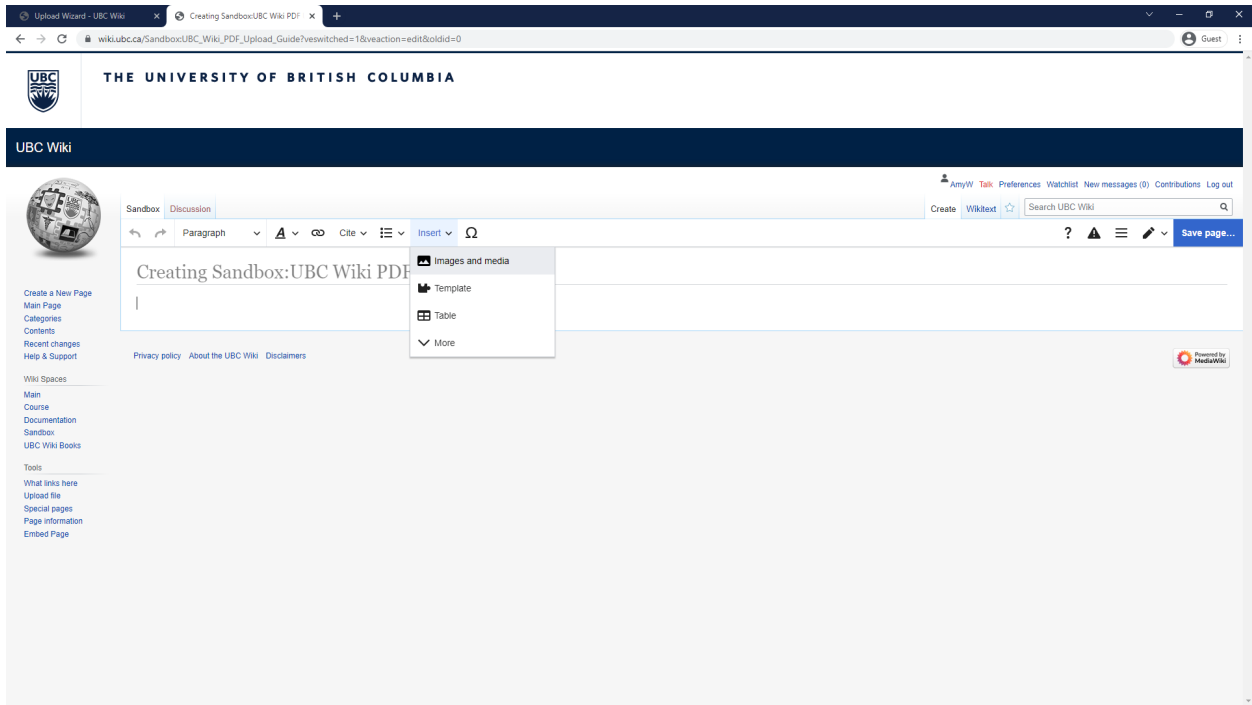 Upload Wizard - UBC Wiki
Creating Sandbox:UBC Wiki PDF
wiki.ubc.ca/Sandbox:UBC_Wiki_PDF_Upload_Guide?veswitched=1&veaction=edit&oldid=0
Guest
UBC
THE UNIVERSITY OF BRITISH COLUMBIA
UBC Wiki
AmyW Talk Preferences Watchlist New messages (0) Contributions Log out
Sandbox Discussion
Create Wikitext Search UBC Wiki
Paragraph A Cite Insert Ω ? Save page...
Creating Sandbox:UBC Wiki PDF
Images and media
Template
Table
More
Create a New Page
Main Page
Categories
Contents
Recent changes
Help & Support
Wiki Spaces
Main
Course
Documentation
Sandbox
UBC Wiki Books
Tools
What links here
Upload file
Special pages
Page information
Embed Page
Privacy policy About the UBC Wiki Disclaimers
Powered by
MediaWiki